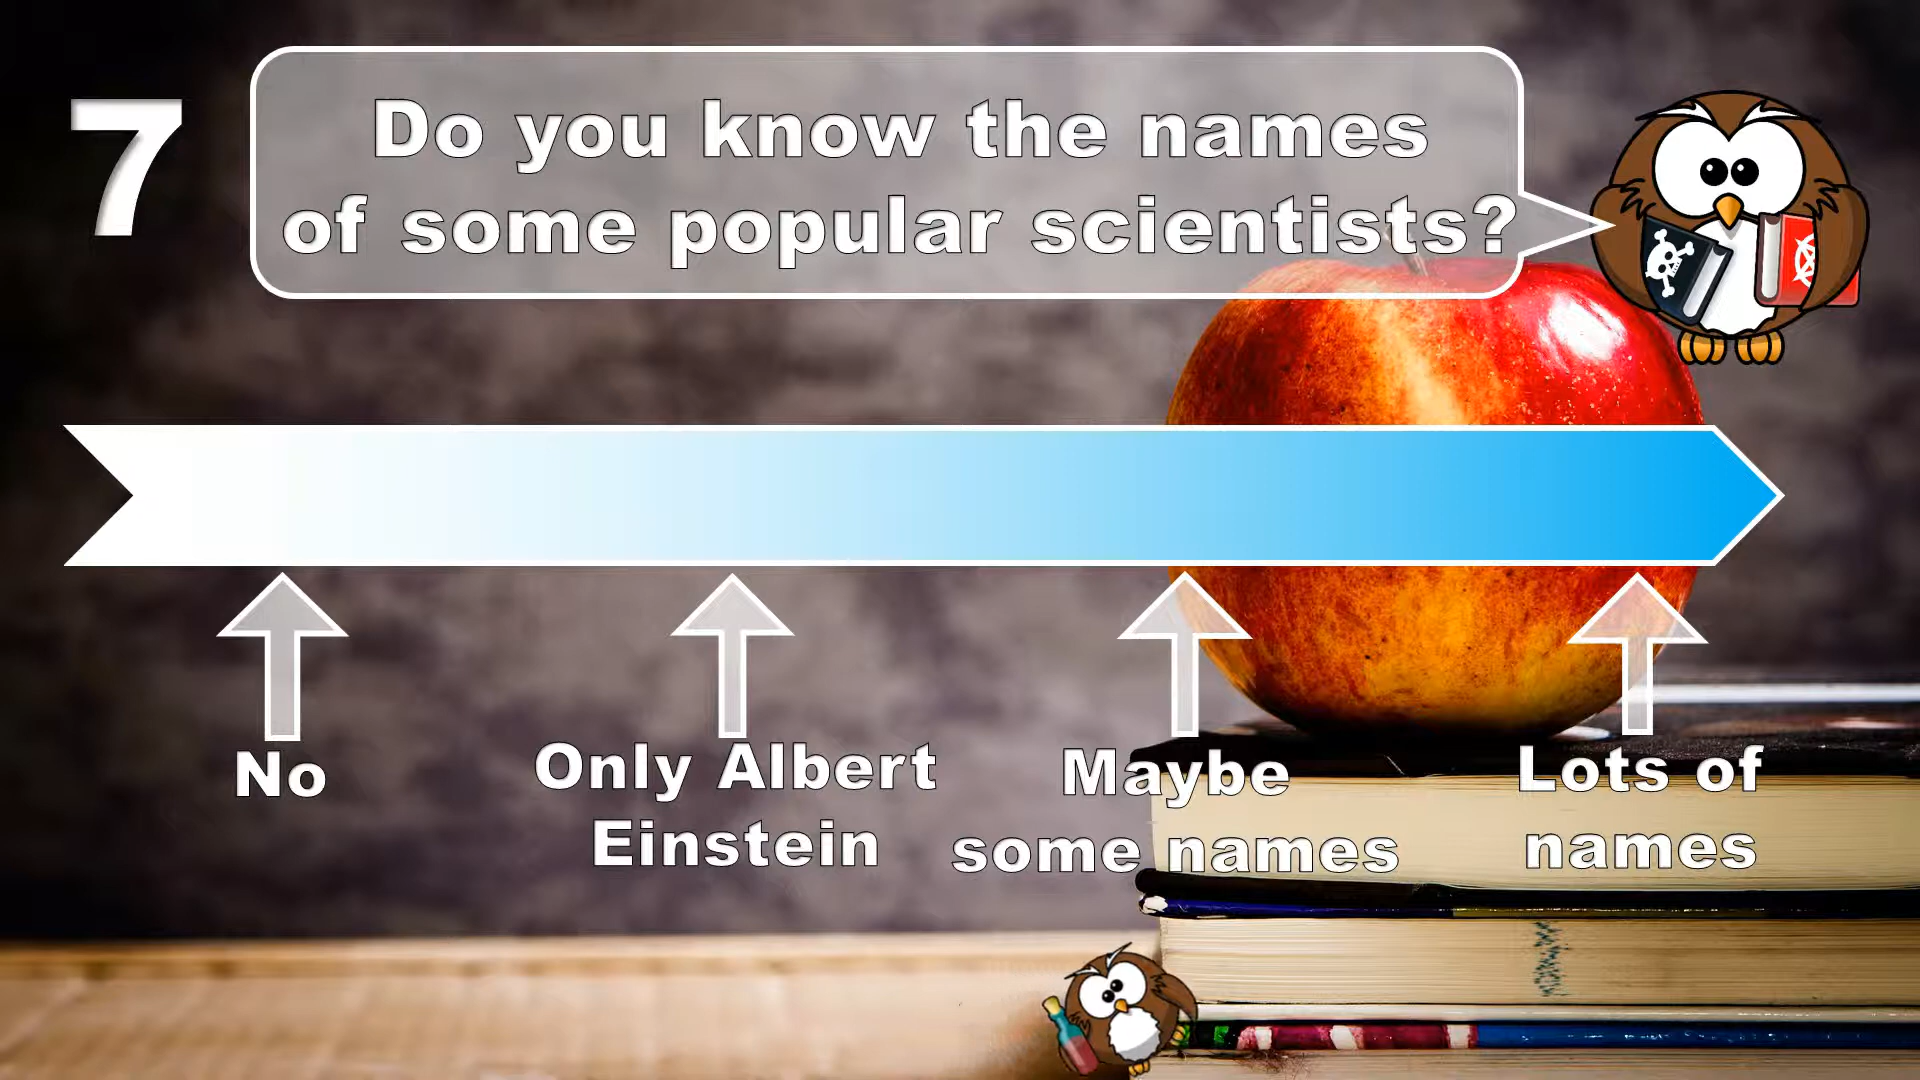 7
Do you know the names
of some popular scientists?
No
Only Albert
Einstein
Maybe
some names
Lots of
names